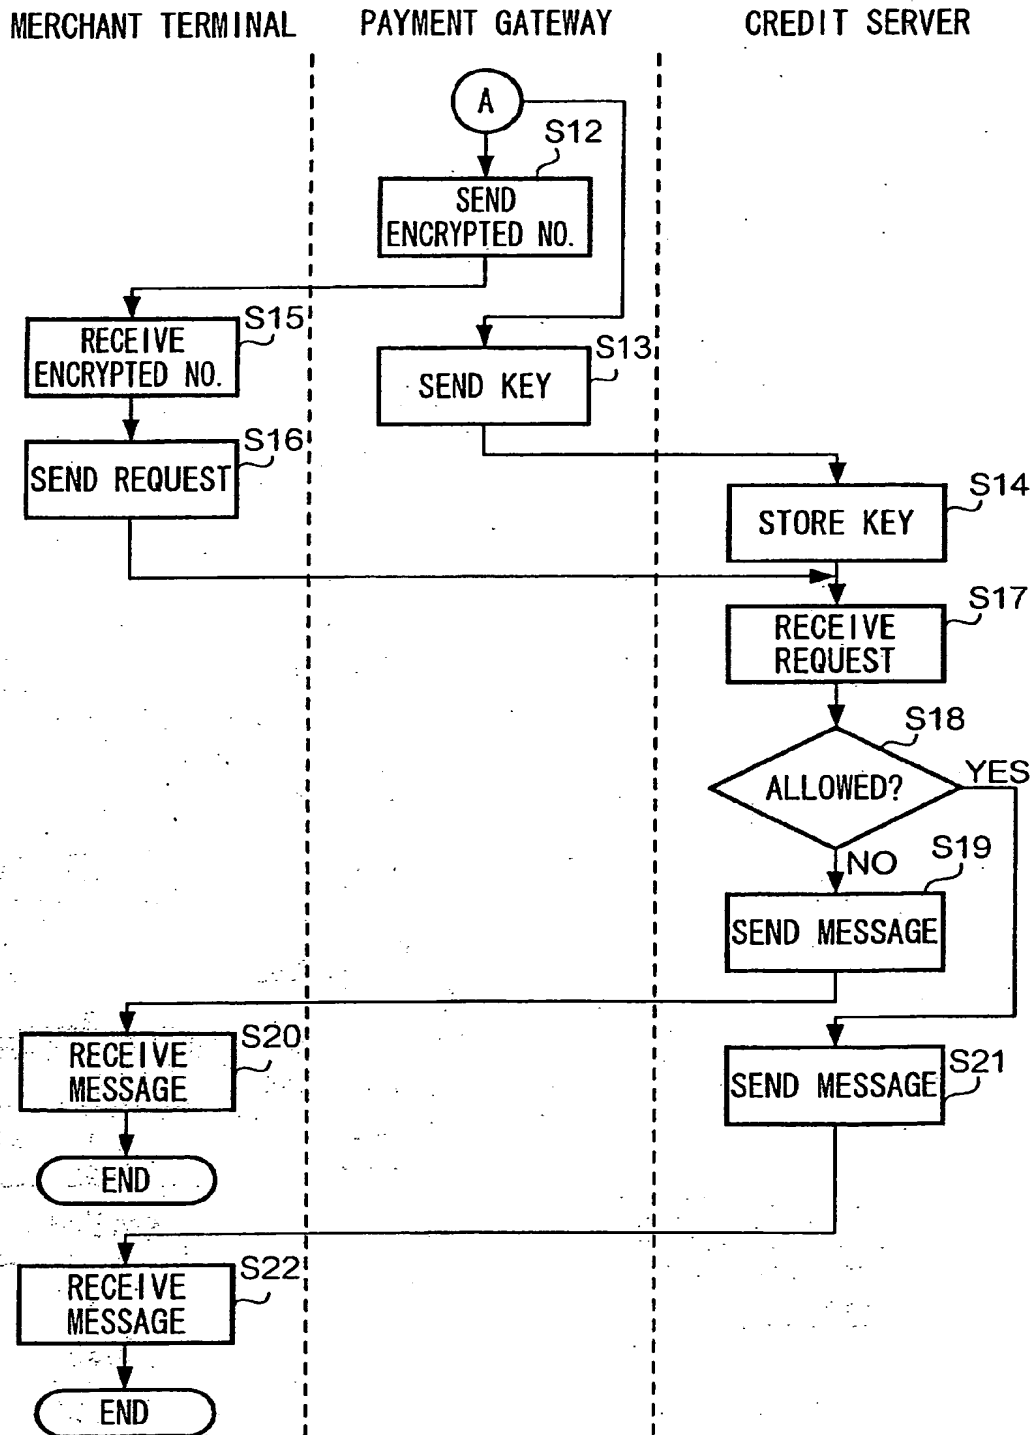 MERCHANT TERMINAL PAYMENT GATEWAY CREDIT SERVER
A
S12
SEND
ENCRYPTED NO.
S15
RECEIVE
ENCRYPTED NO.
S13
SEND KEY
S16
SEND REQUEST
S14
STORE KEY
S17
RECEIVE
REQUEST
S18
ALLOWED?
YES
NO
S19
SEND MESSAGE
S20
RECEIVE
MESSAGE
S21
SEND MESSAGE
END
S22
RECEIVE
MESSAGE
END